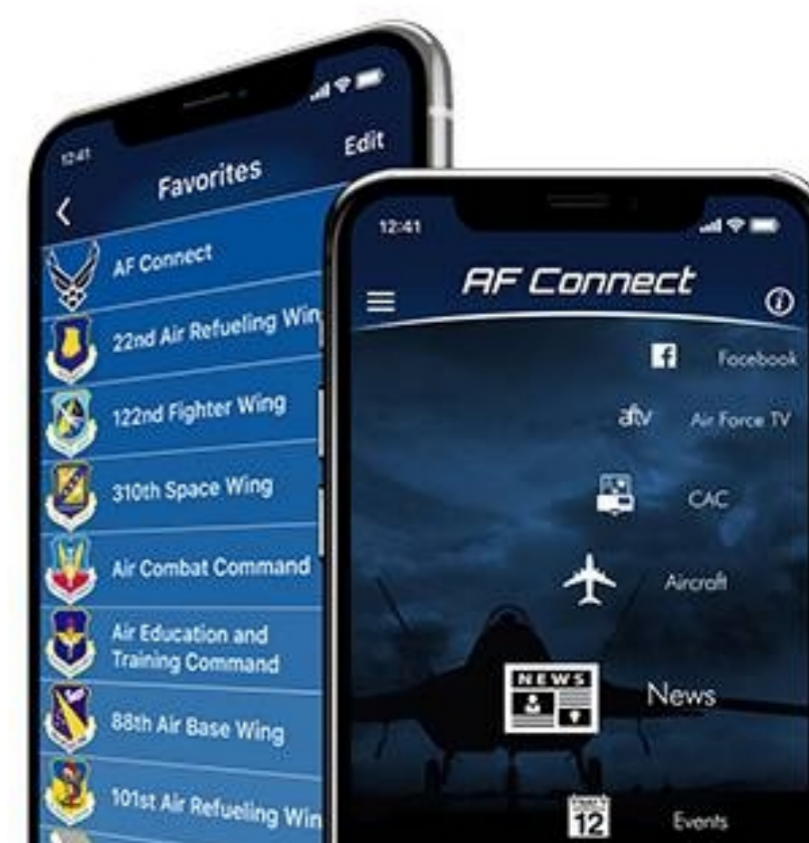 12:41
Favorites
Edit
AF Connect
22nd Air Refueling Win
122nd Fighter Wing
310th Space Wing
Air Combat Command
Air Education and
Training Command
88th Air Base Wing
101st Air Refueling Win
12:41
AF Connect
Facebook
aftv
Air Force TV
CAC
Aircraft
NEWS
News
12
Events